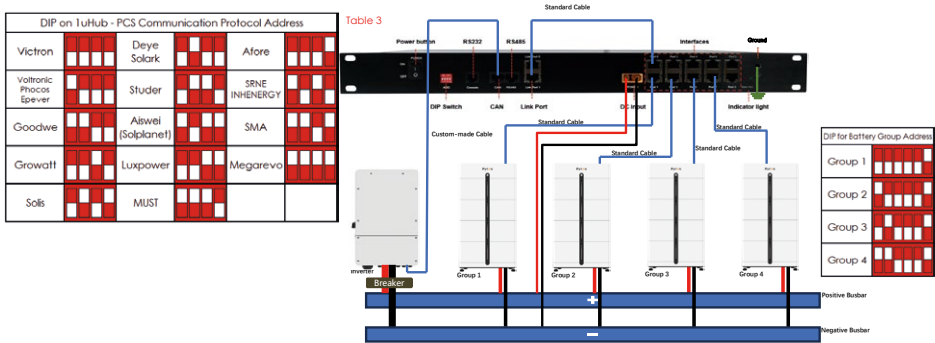 DIP on 1uHub - PCS Communication Protocol Address
Victron
Deye
Solark
Afore
Voltronic
Phocos
Epever
Studer
SRNE
INHENERGY
Goodwe
Aiswei
(Solplanet)
SMA
Growatt
Luxpower
Megarevo
Solis
MUST
Table 3
Standard Cable
Power button
RS232
RS485
Interfaces
Ground
DIP Switch
CAN
Link Port
DC input
Indicator light
Custom-made Cable
Standard Cable
Standard Cable
Standard Cable
Standard Cable
inverter
Breaker
Group 1
Group 2
Group 3
Group 4
+
Positive Busbar
−
Negative Busbar
DIP for Battery Group Address
Group 1
Group 2
Group 3
Group 4